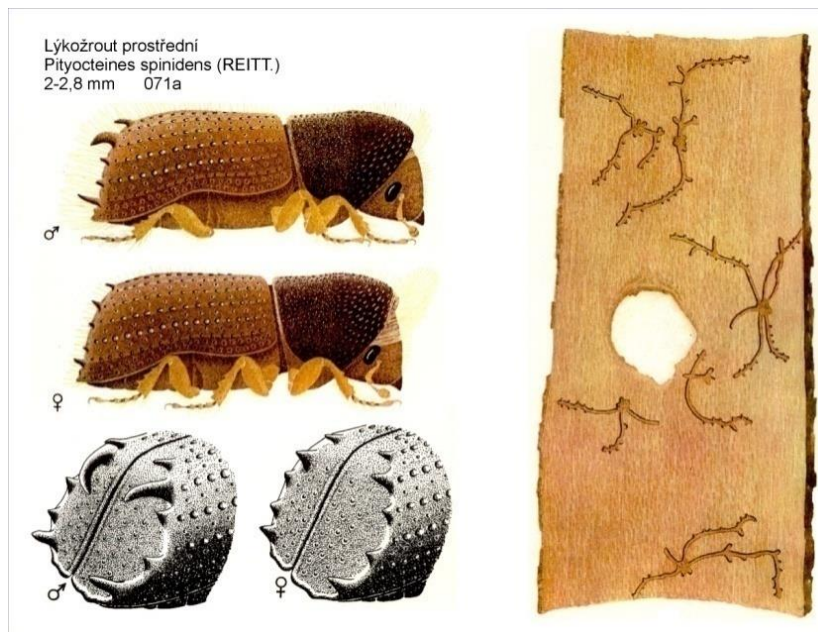 Lýkožrout prostřední
Pityocteines spinidens (REITT.)
2-2,8 mm 071a
♂
♀
♂
♀